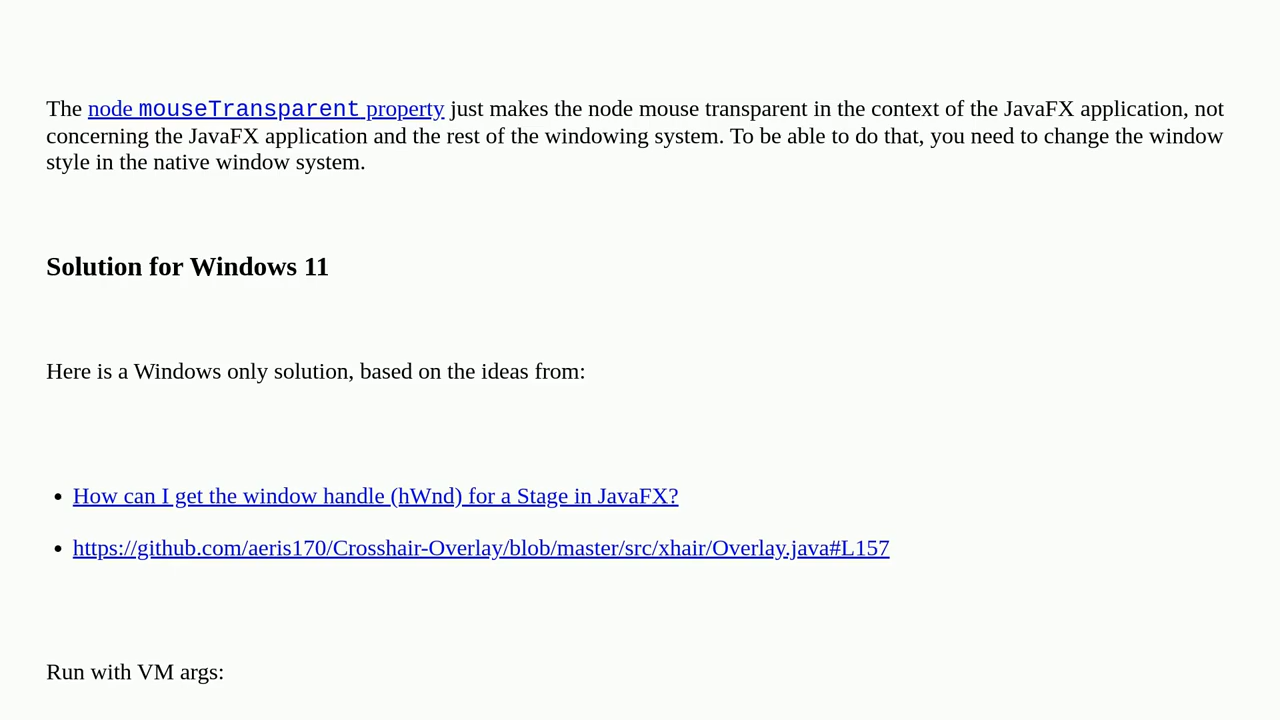 The node mouseTransparent property just makes the node mouse transparent in the context of the JavaFX application, not
concerning the JavaFX application and the rest of the windowing system. To be able to do that, you need to change the window
style in the native window system.
Solution for Windows 11
Here is a Windows only solution, based on the ideas from:
• How can I get the window handle (hWnd) for a Stage in JavaFX?
• https://github.com/aeris170/Crosshair-Overlay/blob/master/src/xhair/Overlay.java#L157
Run with VM args: